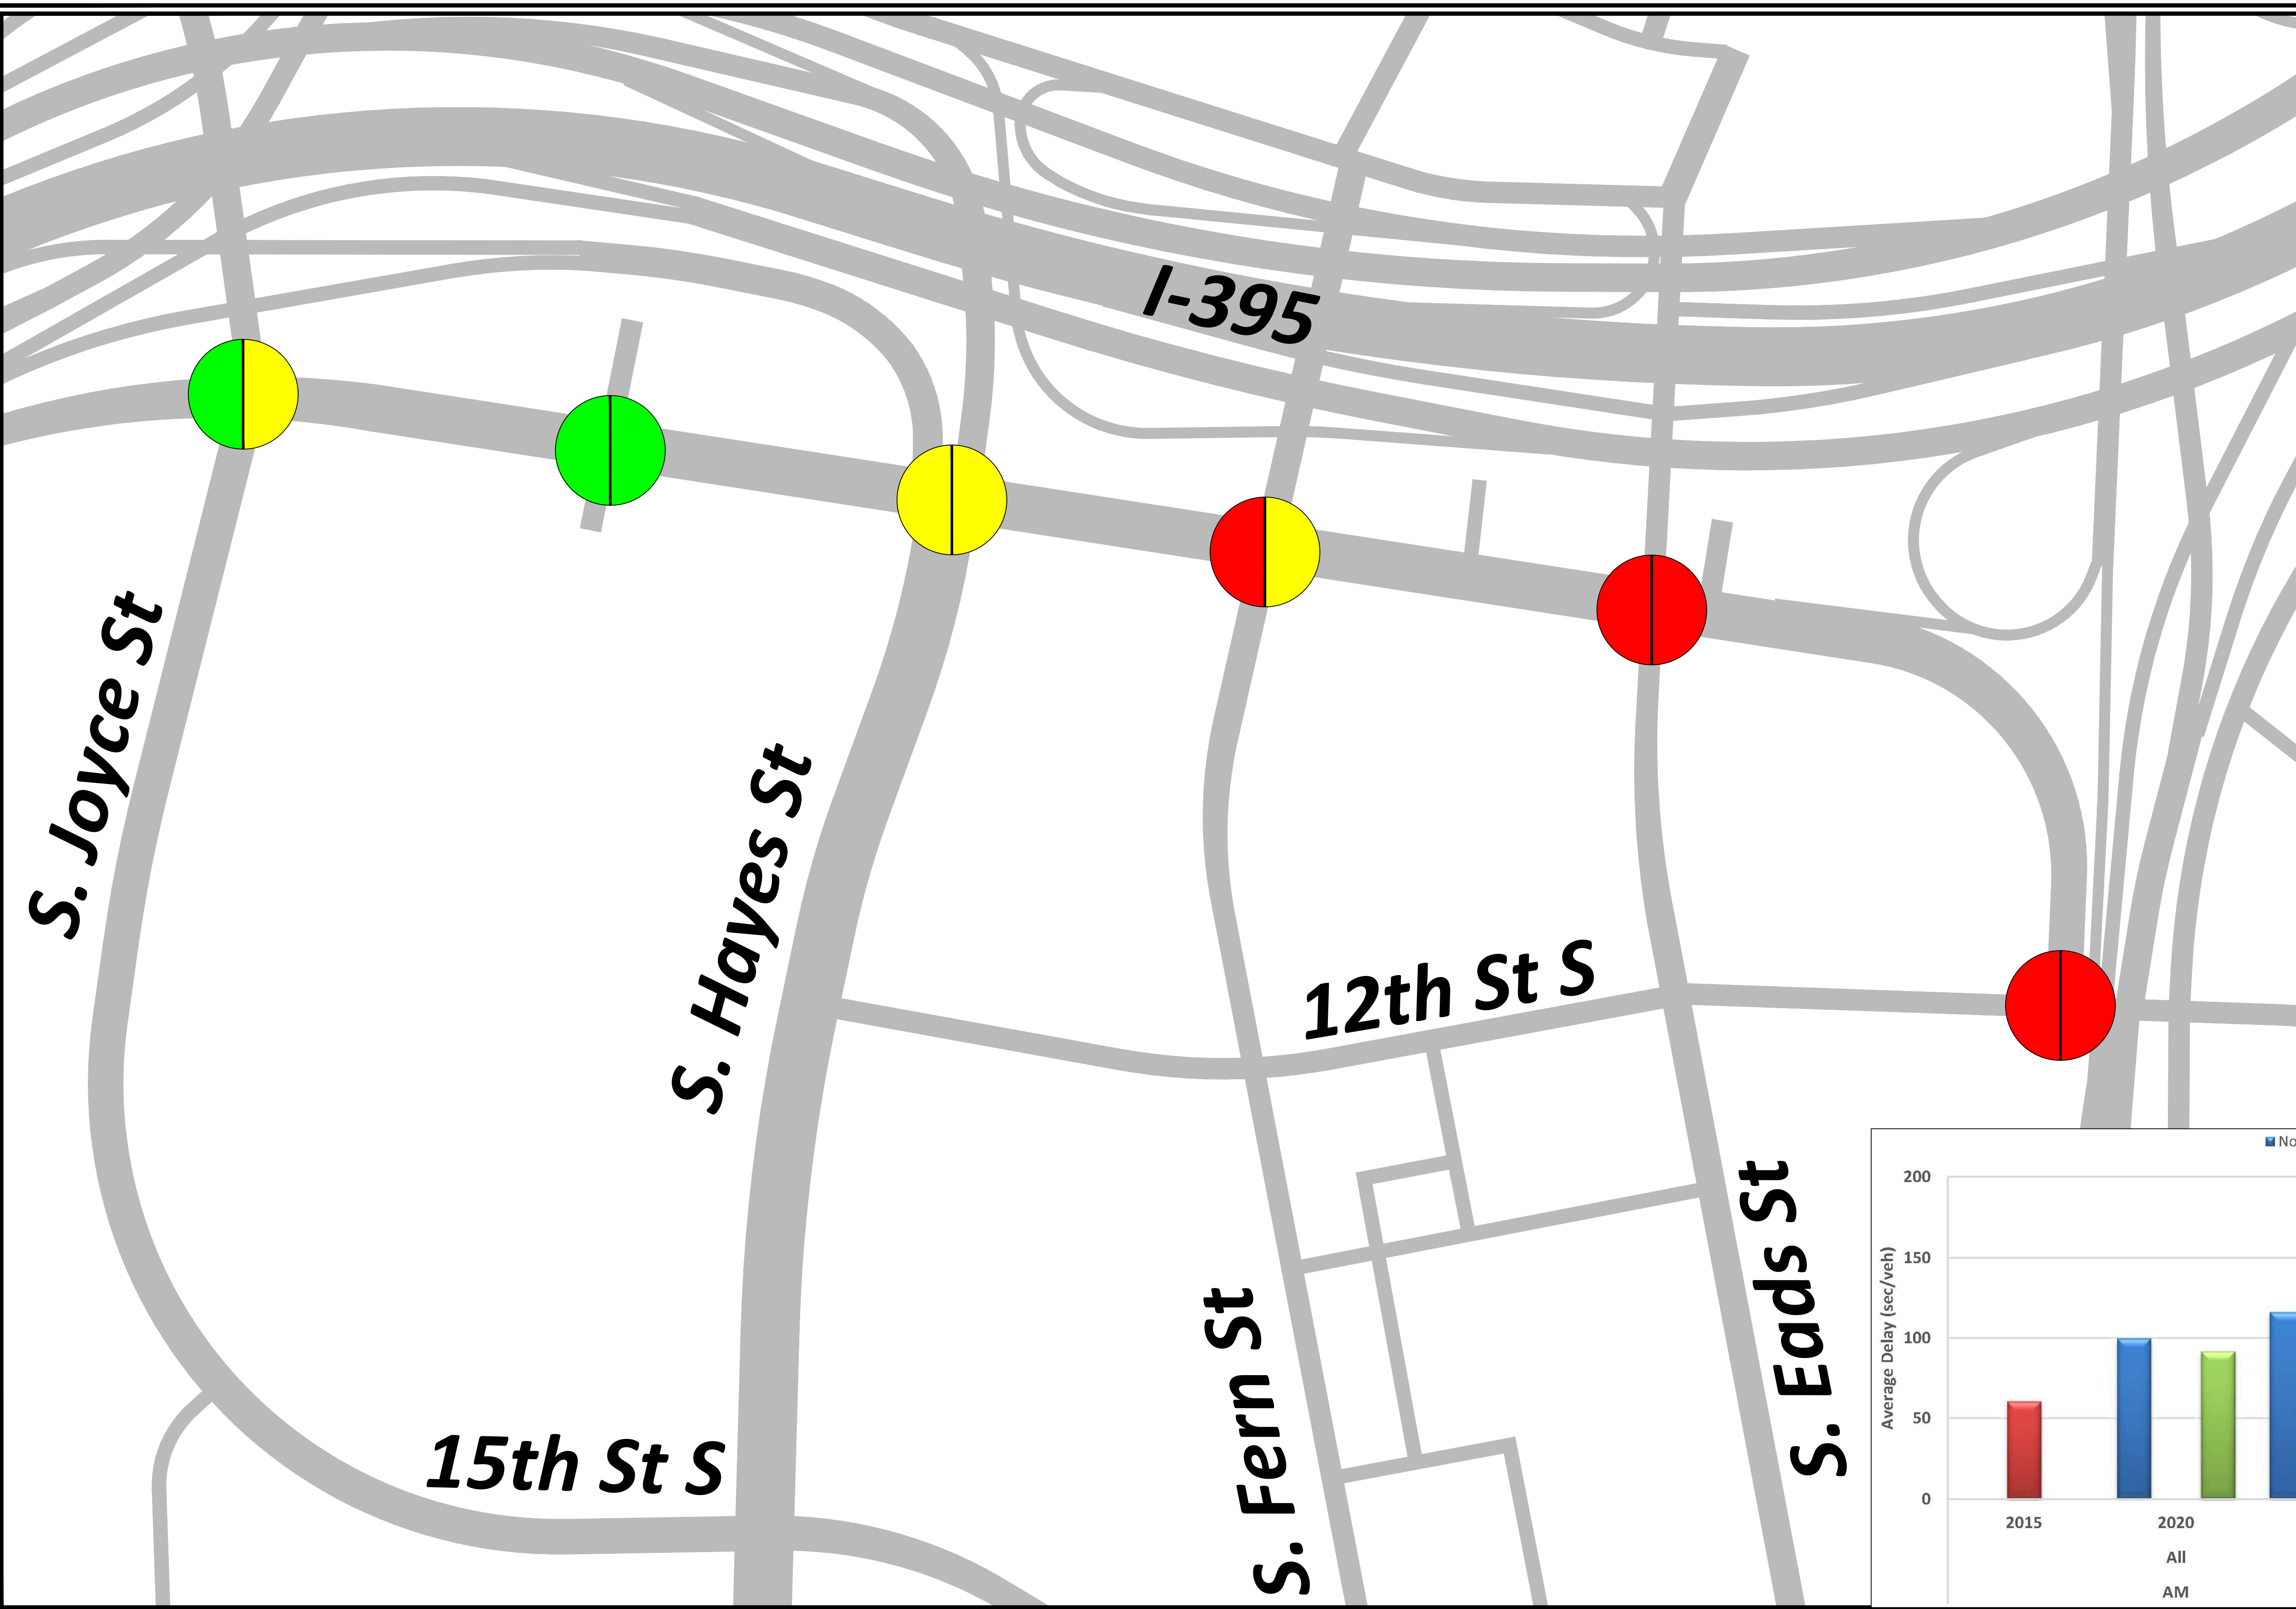 I-395
S. Joyce St
S. Hayes St
12th St S
S. Eads St
S. Fern St
15th St S
Average Delay (sec/veh)
200
150
100
50
0
2015
2020
All
AM